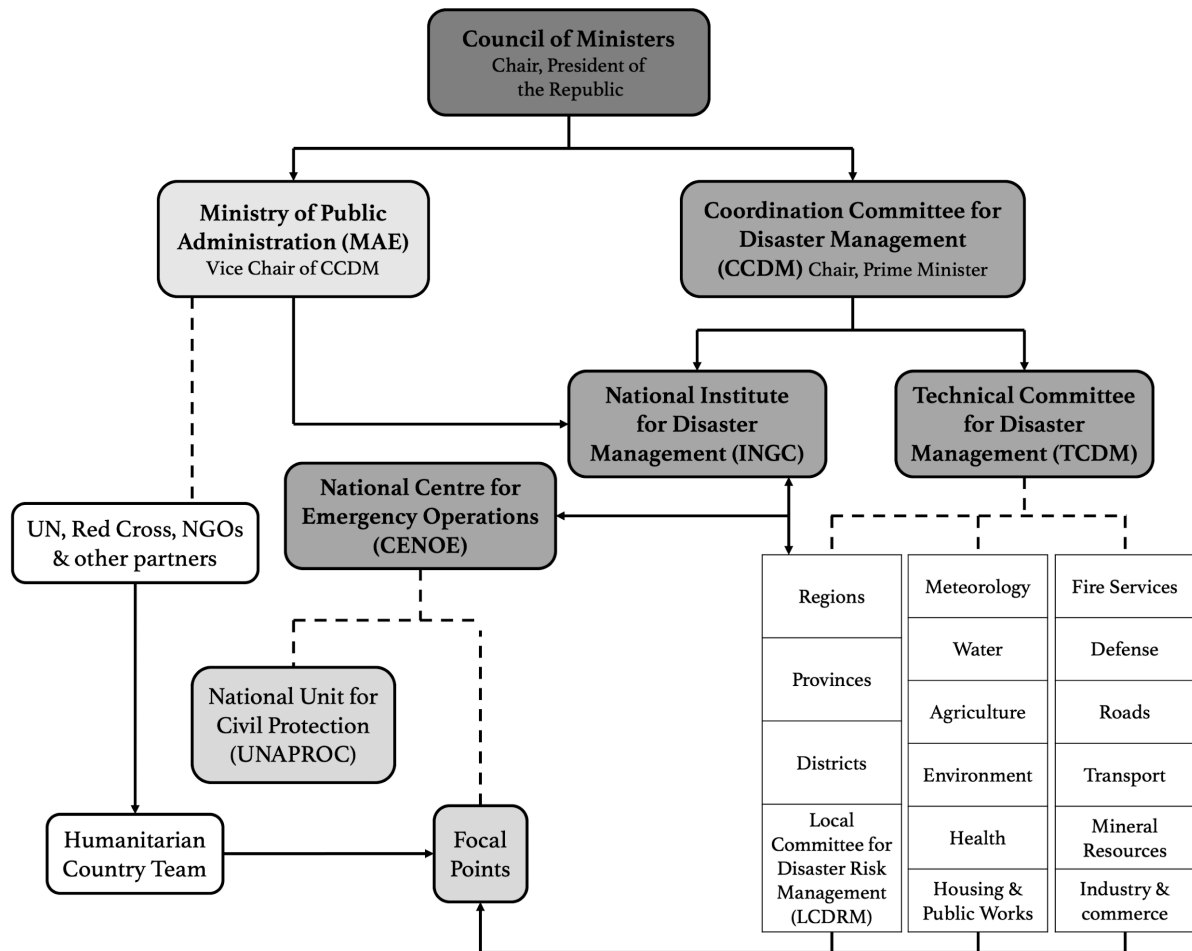 Council of Ministers
Chair, President of
the Republic
Ministry of Public
Administration (MAE)
Vice Chair of CCDM
Coordination Committee for
Disaster Management
(CCDM) Chair, Prime Minister
National Institute
for Disaster
Management (INGC)
Technical Committee
for Disaster
Management (TCDM)
National Centre for
Emergency Operations
(CENOE)
UN, Red Cross, NGOs
& other partners
National Unit for
Civil Protection
(UNAPROC)
Humanitarian
Country Team
Focal
Points
Regions
Provinces
Districts
Local
Committee for
Disaster Risk
Management
(LCDRM)
Meteorology
Water
Agriculture
Environment
Health
Housing &
Public Works
Fire Services
Defense
Roads
Transport
Mineral
Resources
Industry &
commerce